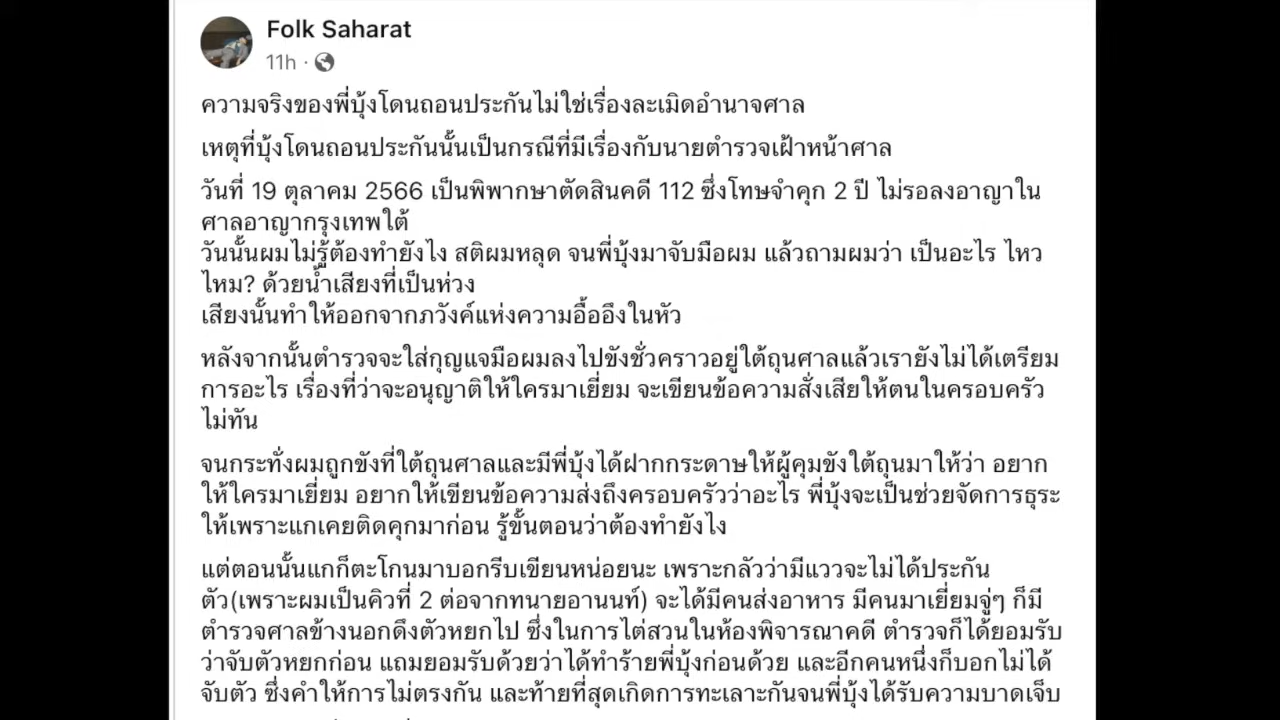 Folk Saharat
11h ·
ความจริงของพี่บุ้งโดนถอนประกันไม่ใช่เรื่องละเมิดอำนาจศาล
เหตุที่บุ้งโดนถอนประกันนั้นเป็นกรณีที่มีเรื่องกับนายตำรวจเฝ้าหน้าศาล
วันที่ 19 ตุลาคม 2566 เป็นพิพากษาตัดสินคดี 112 ซึ่งโทษจำคุก 2 ปี ไม่รอลงอาญาใน
ศาลอาญากรุงเทพใต้
วันนั้นผมไม่รู้ต้องทำยังไง สติผมหลุด จนพี่บุ้งมาจับมือผม แล้วถามผมว่า เป็นอะไร ไหว
ไหม? ด้วยน้ำเสียงที่เป็นห่วง
เสียงนั้นทำให้ออกจากภวังค์แห่งความอื้ออึงในหัว
หลังจากนั้นตำรวจจะใส่กุญแจมือผมลงไปขังชั่วคราวอยู่ใต้ถุนศาลแล้วเรายังไม่ได้เตรียม
การอะไร เรื่องที่ว่าจะอนุญาติให้ใครมาเยี่ยม จะเขียนข้อความสั่งเสียให้ตนในครอบครัว
ไม่ทัน
จนกระทั่งผมถูกขังที่ใต้ถุนศาลและมีพี่บุ้งได้ฝากกระดาษให้ผู้คุมขังใต้ถุนมาให้ว่า อยาก
ให้ใครมาเยี่ยม อยากให้เขียนข้อความส่งถึงครอบครัวว่าอะไร พี่บุ้งจะเป็นช่วยจัดการธุระ
ให้เพราะแกเคยติดคุกมาก่อน รู้ขั้นตอนว่าต้องทำยังไง
แต่ตอนนั้นแกก็ตะโกนมาบอกรีบเขียนหน่อยนะ เพราะกลัวว่ามีแววจะไม่ได้ประกัน
ตัว(เพราะผมเป็นคิวที่ 2 ต่อจากทนายอานนท์) จะได้มีคนส่งอาหาร มีคนมาเยี่ยมจู่ๆ ก็มี
ตำรวจศาลข้างนอกดึงตัวหยกไป ซึ่งในการไต่สวนในห้องพิจารณาคดี ตำรวจก็ได้ยอมรับ
ว่าจับตัวหยกก่อน แถมยอมรับด้วยว่าได้ทำร้ายพี่บุ้งก่อนด้วย และอีกคนหนึ่งก็บอกไม่ได้
จับตัว ซึ่งคำให้การไม่ตรงกัน และท้ายที่สุดเกิดการทะเลาะกันจนพี่บุ้งได้รับความบาดเจ็บ